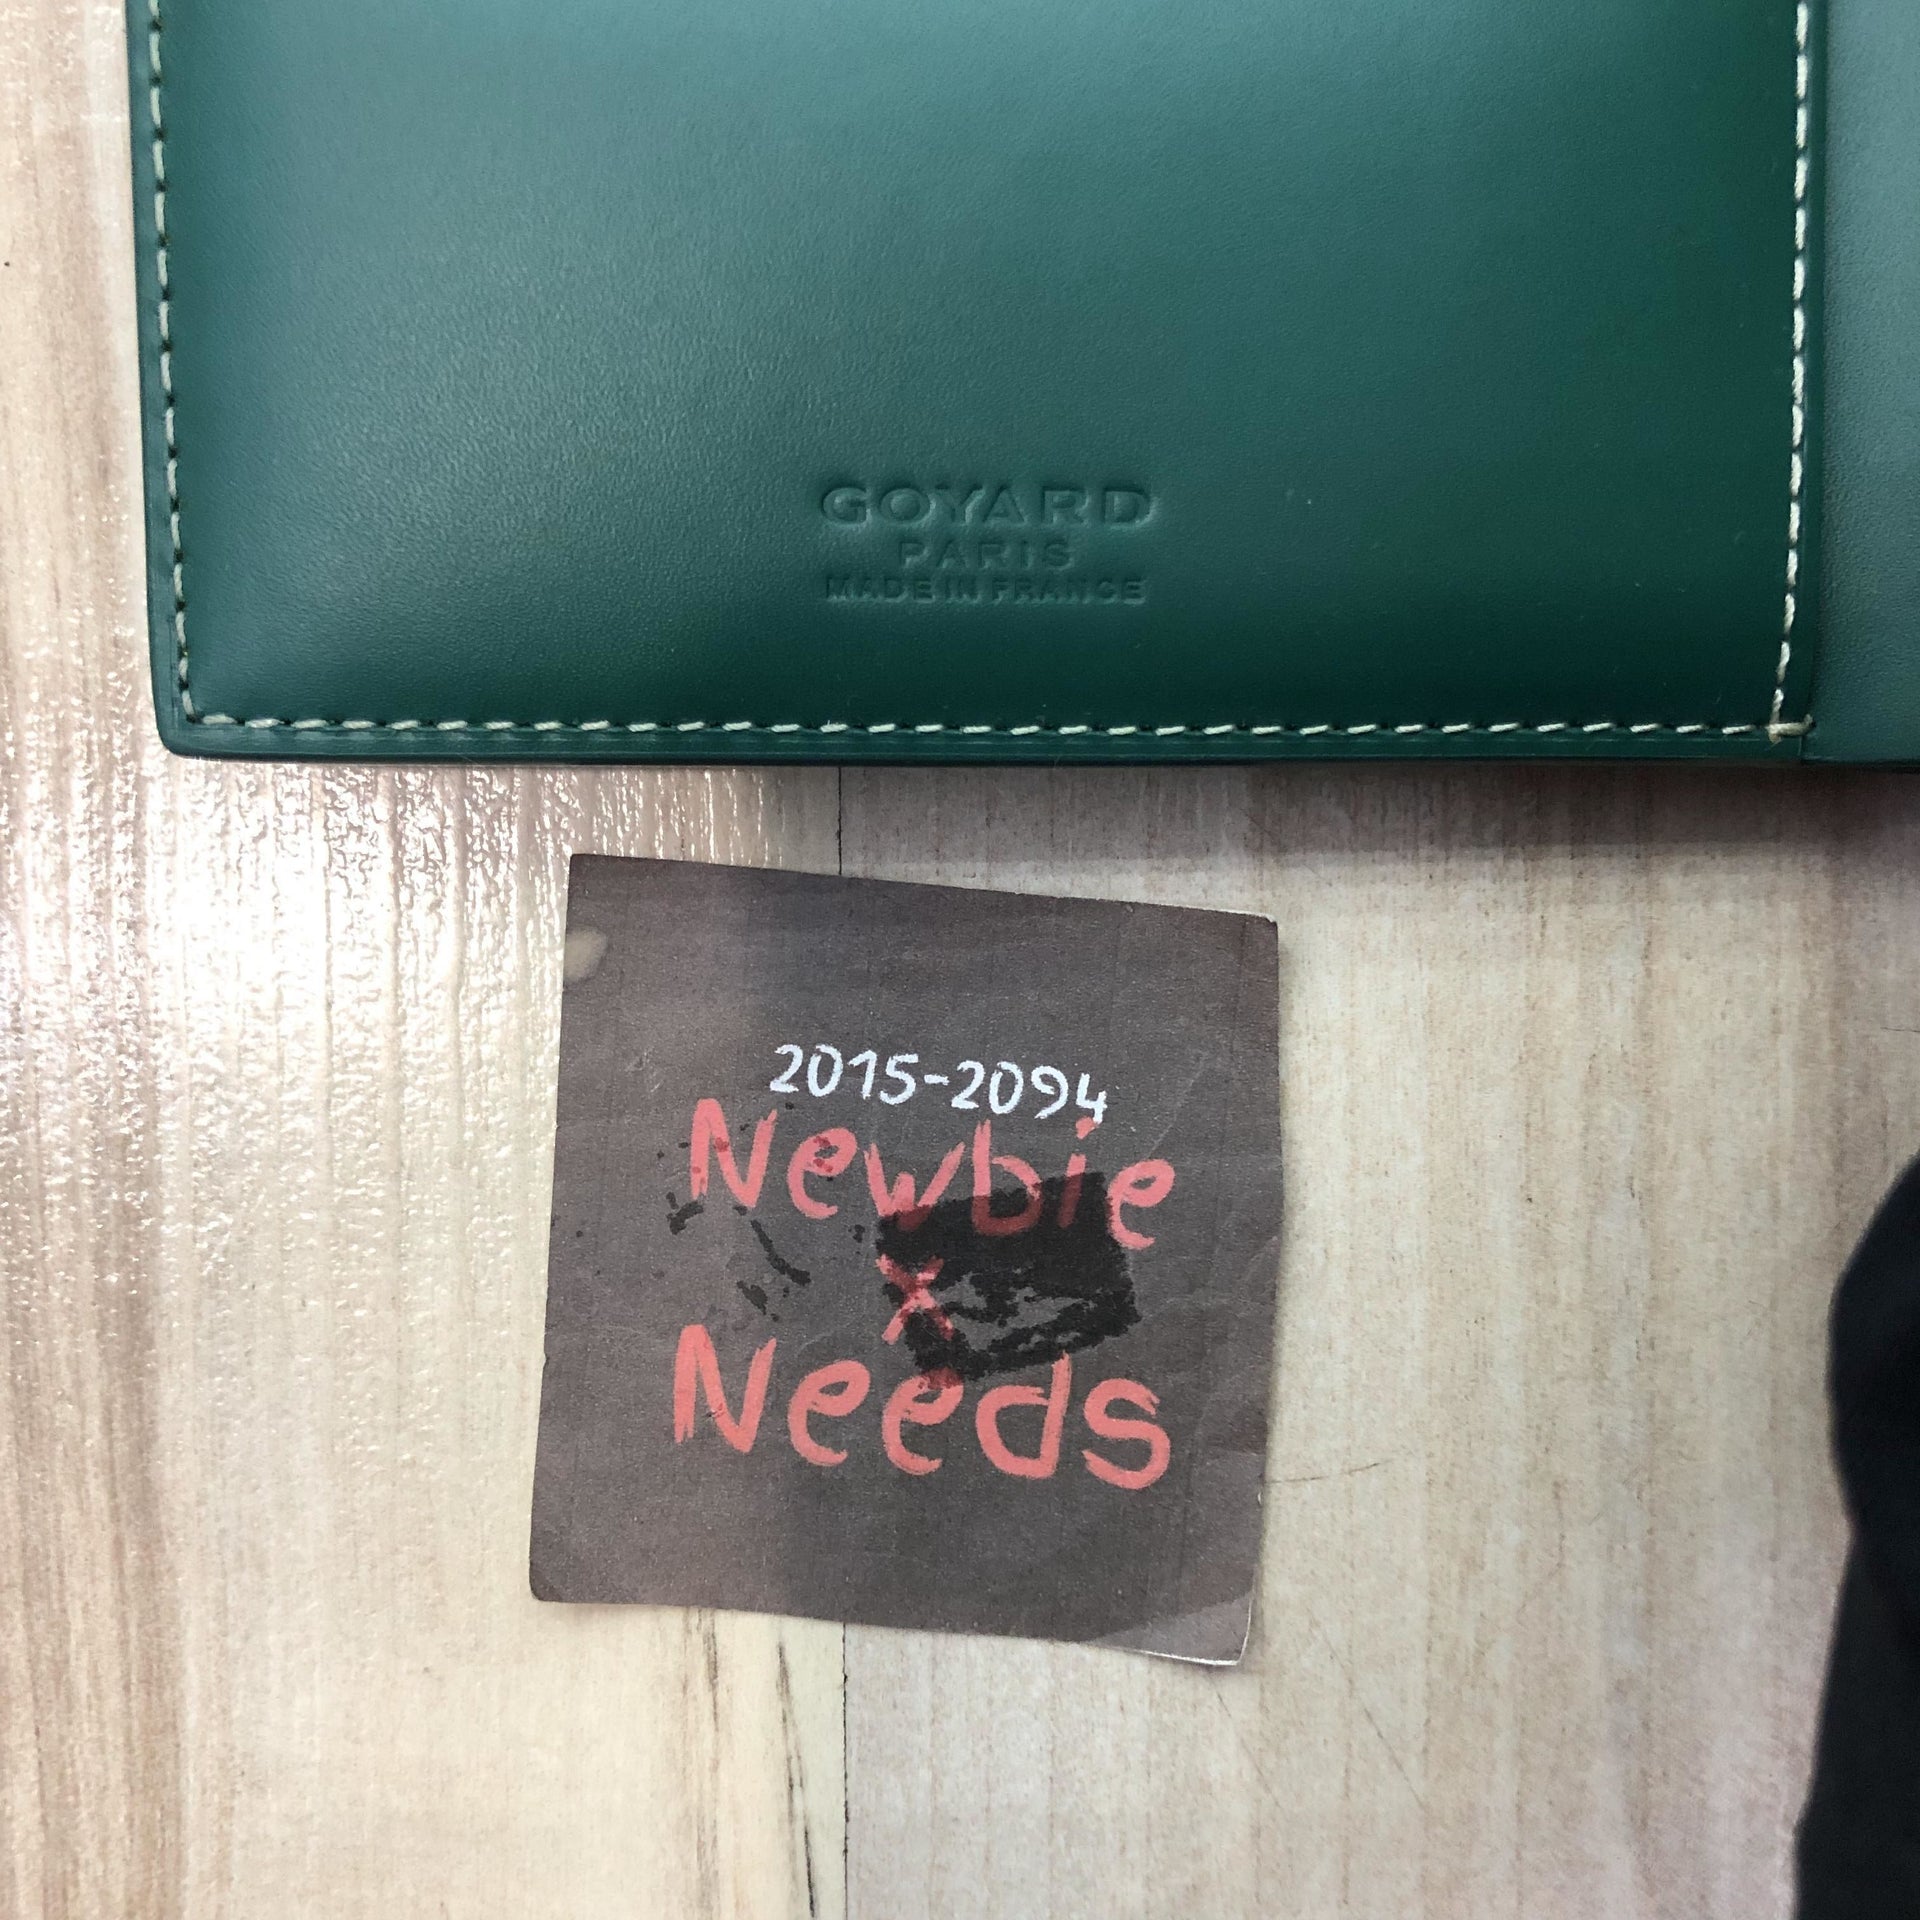 GOYARD
PARIS
MADE IN FRANCE
2015-2094
Newbie
x
Needs